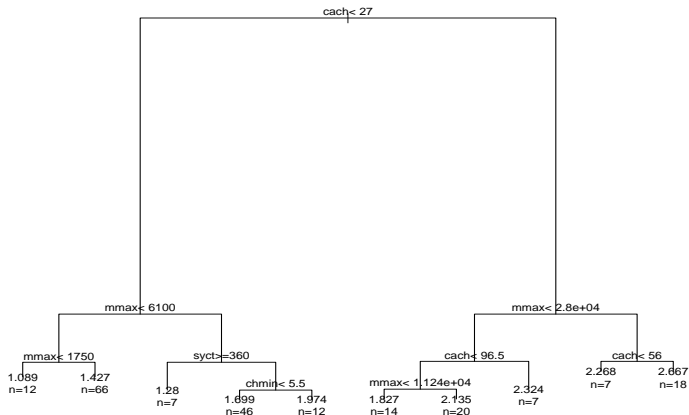 cach< 27
mmax< 6100
mmax< 2.8e+04
mmax< 1750
syct>=360
cach< 96.5
cach< 56
1.089
n=12
1.427
n=66
1.28
n=7
chmin< 5.5
1.699
n=46
1.974
n=12
mmax< 1.124e+04
1.827
n=14
2.135
n=20
2.324
n=7
2.268
n=7
2.667
n=18